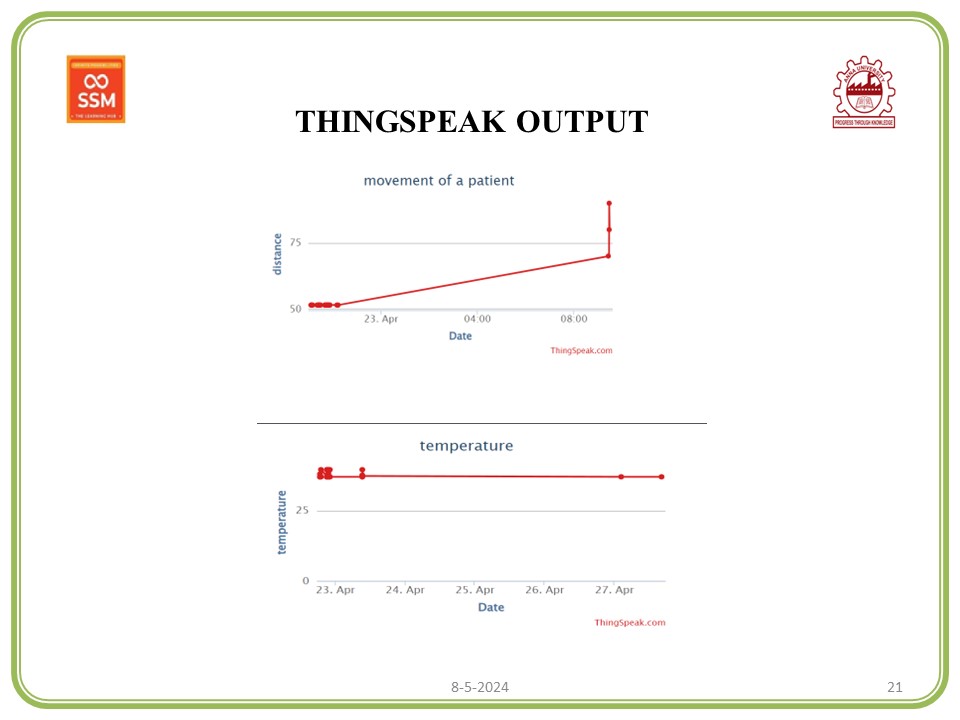 SSM
THE LEARNING HUB
ANNA UNIVERSITY
PROGRESS THROUGH KNOWLEDGE
THINGSPEAK OUTPUT
movement of a patient
distance
75
50
23. Apr
04:00
08:00
Date
ThingSpeak.com
temperature
temperature
25
0
23. Apr
24. Apr
25. Apr
26. Apr
27. Apr
Date
ThingSpeak.com
8-5-2024
21